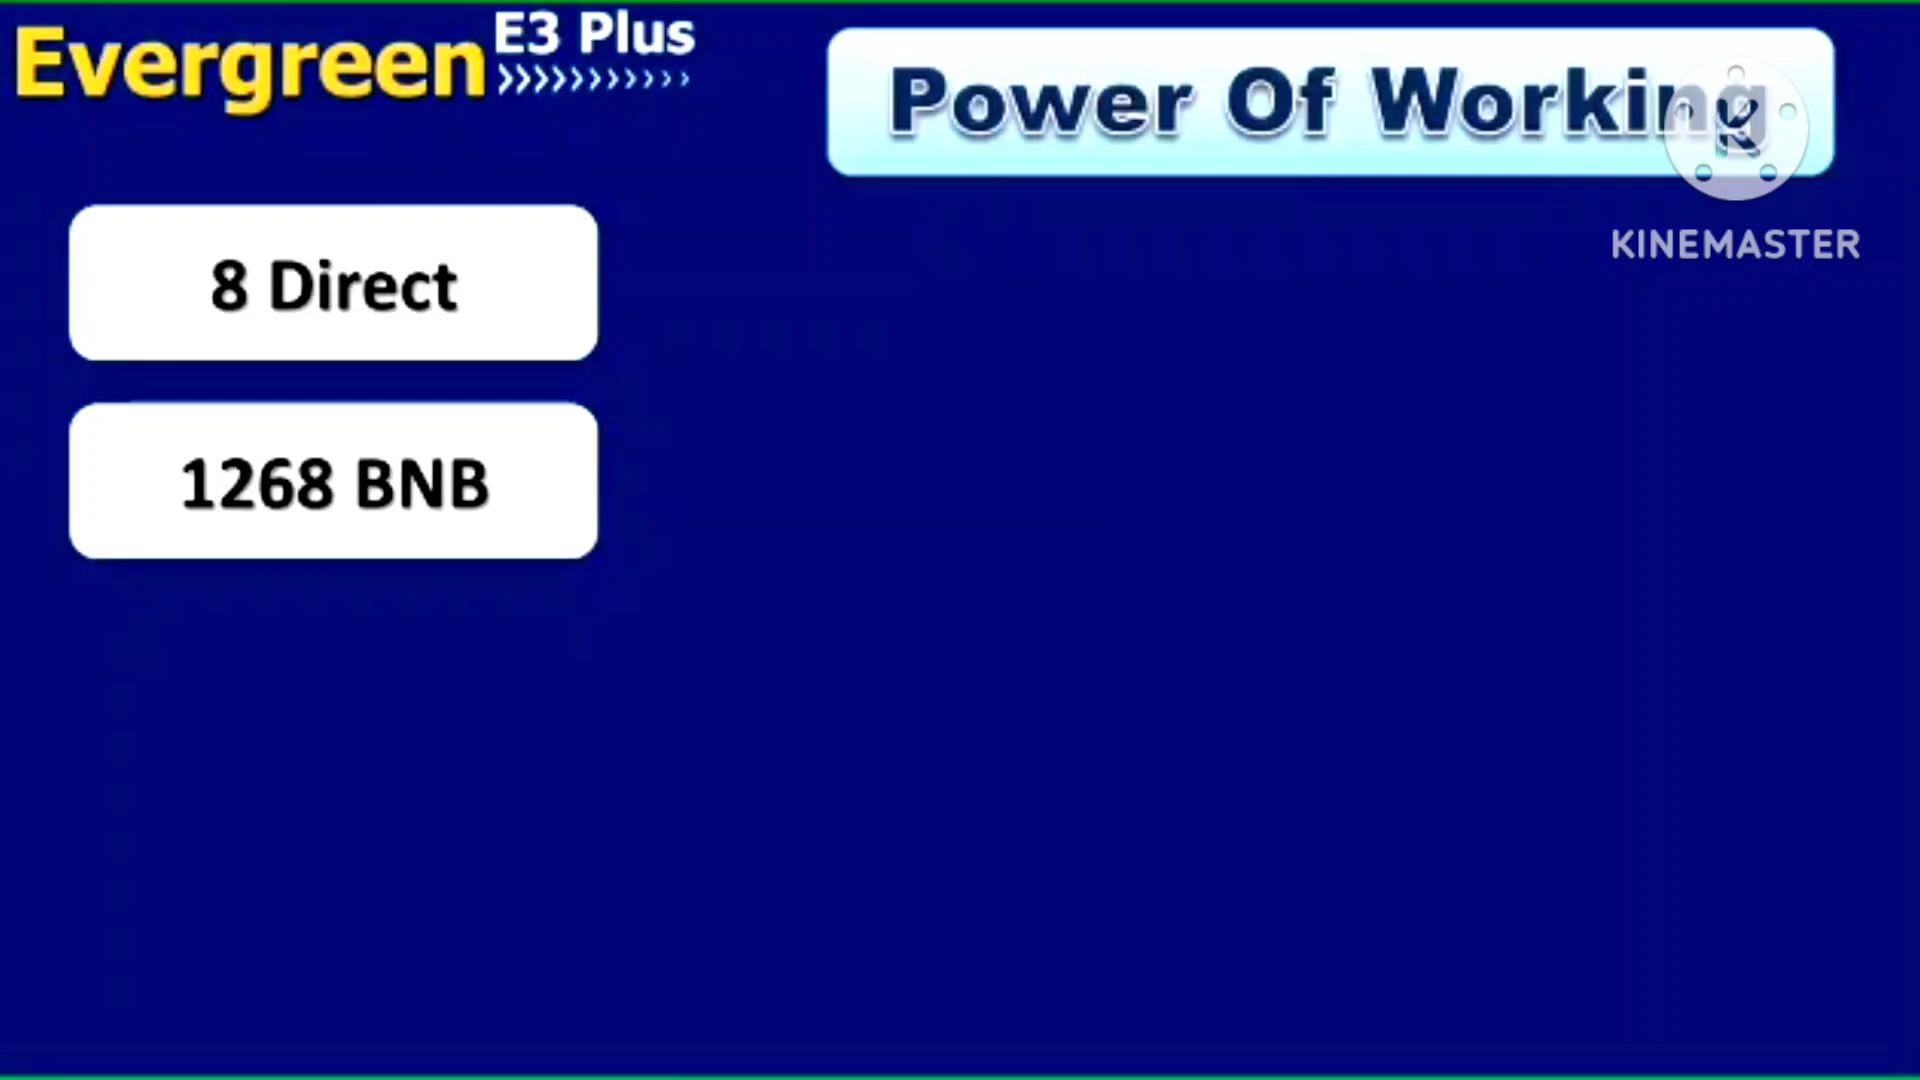 Evergreen E3 Plus
Power Of Working
KINEMASTER
8 Direct
1268 BNB